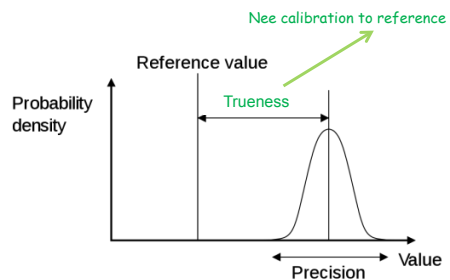 Nee calibration to reference
Reference value
Trueness
Probability
density
Value
Precision